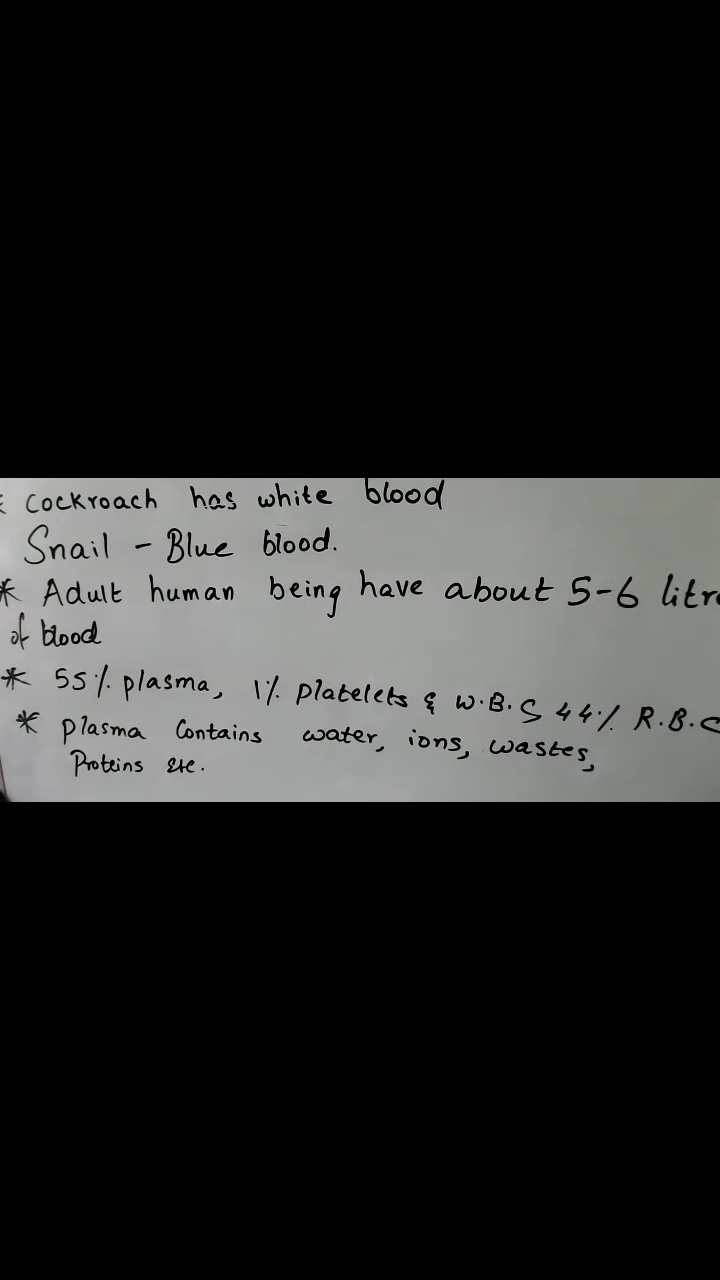 * cockroach has white blood
Snail - Blue blood.
* Adult human being have about 5-6 litre
of blood
* 55% plasma, 1% Platelets & W.B.S 44% R.B.C
* plasma Contains water, ions, wastes,
Proteins etc.